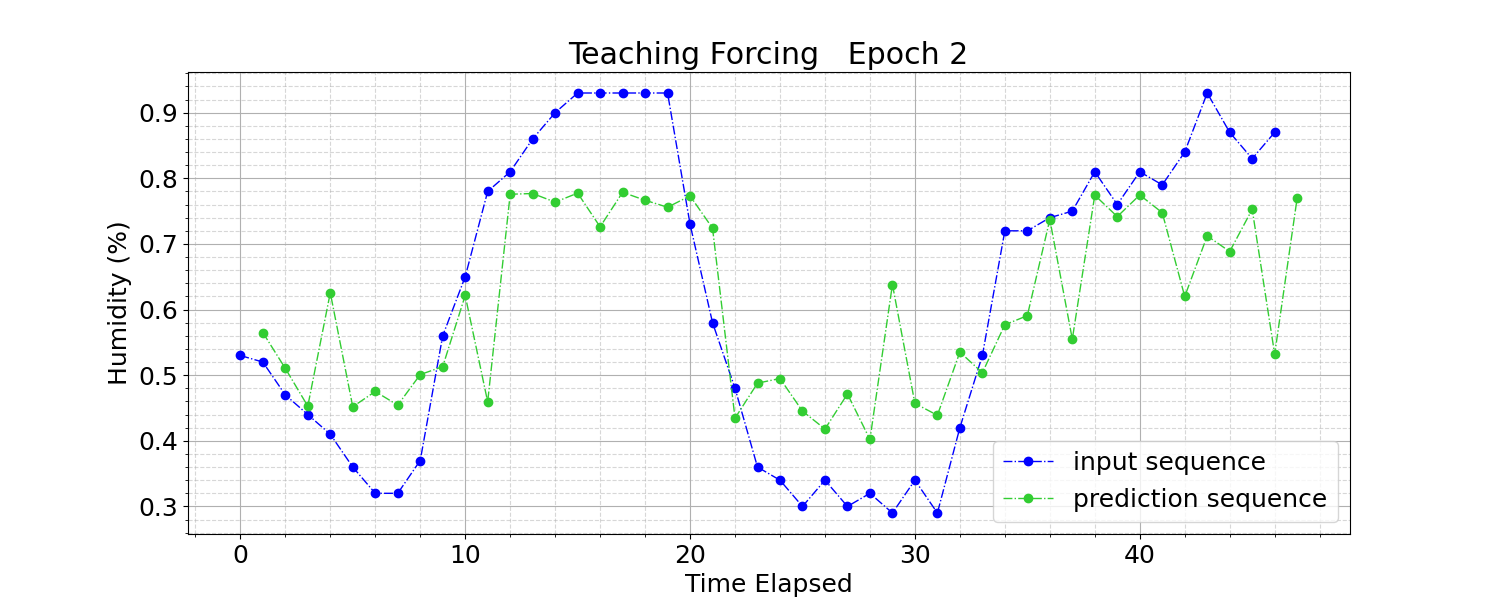 Teaching Forcing   Epoch 2
Humidity (%)
0.9
0.8
0.7
0.6
0.5
0.4
0.3
input sequence
prediction sequence
0 10 20 30 40
Time Elapsed